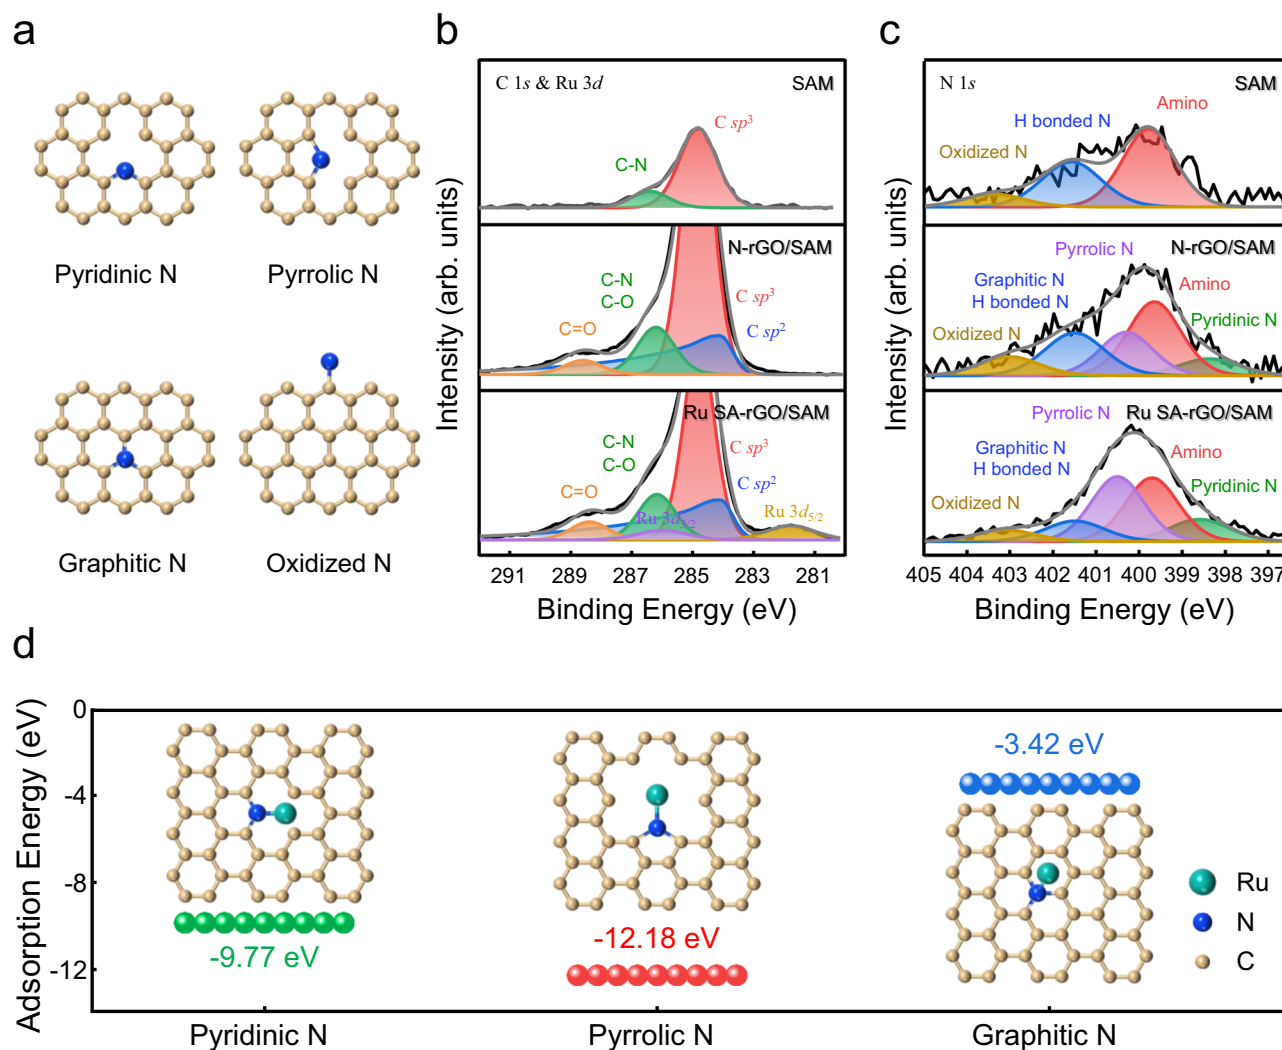 a
Pyridinic N
Pyrrolic N
Graphitic N
Oxidized N
b
Intensity (arb. units)
C 1s & Ru 3d
SAM
C sp³
C-N
N-rGO/SAM
C-N
C-O
C=O
C sp³
C sp²
Ru SA-rGO/SAM
C-N
C-O
C=O
C sp³
C sp²
Ru 3d₃/₂
Ru 3d₅/₂
291 289 287 285 283 281
Binding Energy (eV)
c
Intensity (arb. units)
N 1s
SAM
Amino
H bonded N
Oxidized N
Pyrrolic N
N-rGO/SAM
Graphitic N
H bonded N
Amino
Oxidized N
Pyridinic N
Pyrrolic N
Ru SA-rGO/SAM
Graphitic N
H bonded N
Amino
Oxidized N
Pyridinic N
405 404 403 402 401 400 399 398 397
Binding Energy (eV)
d
Adsorption Energy (eV)
0
-4
-8
-12
-9.77 eV
-12.18 eV
-3.42 eV
Ru
N
C
Pyridinic N
Pyrrolic N
Graphitic N